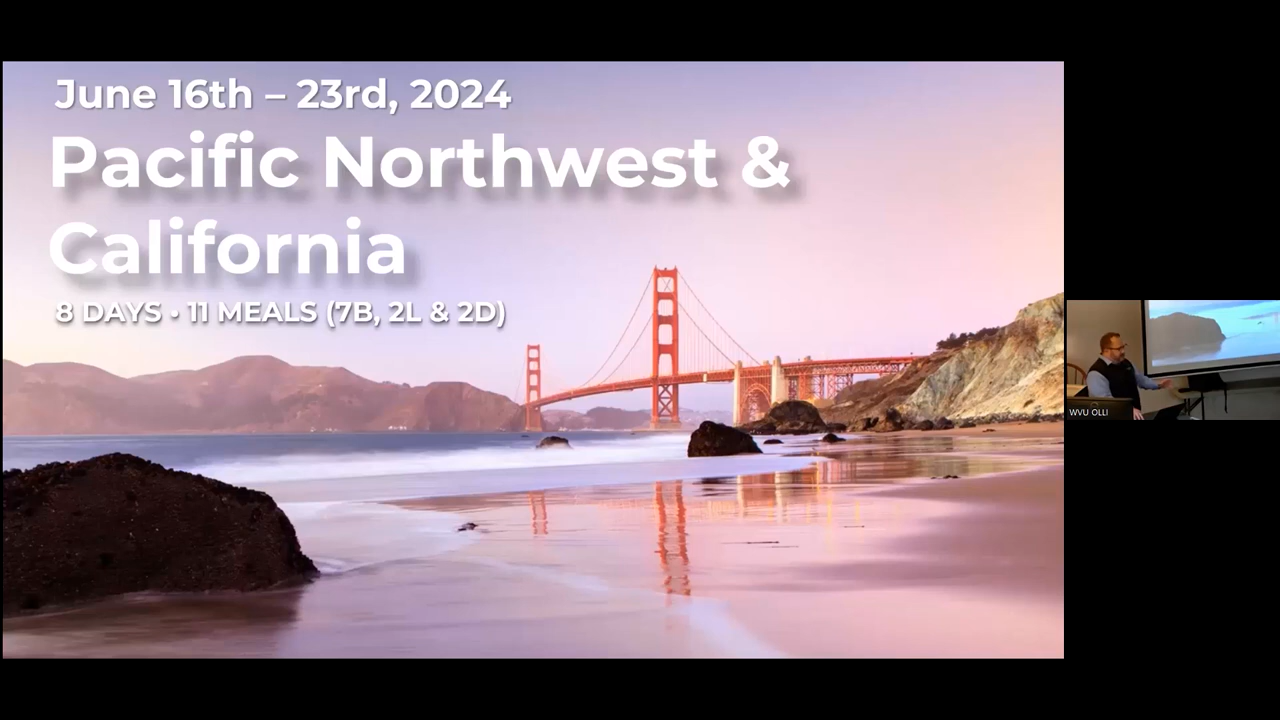 June 16th – 23rd, 2024
Pacific Northwest &
California
8 DAYS • 11 MEALS (7B, 2L & 2D)
WVU OLLI